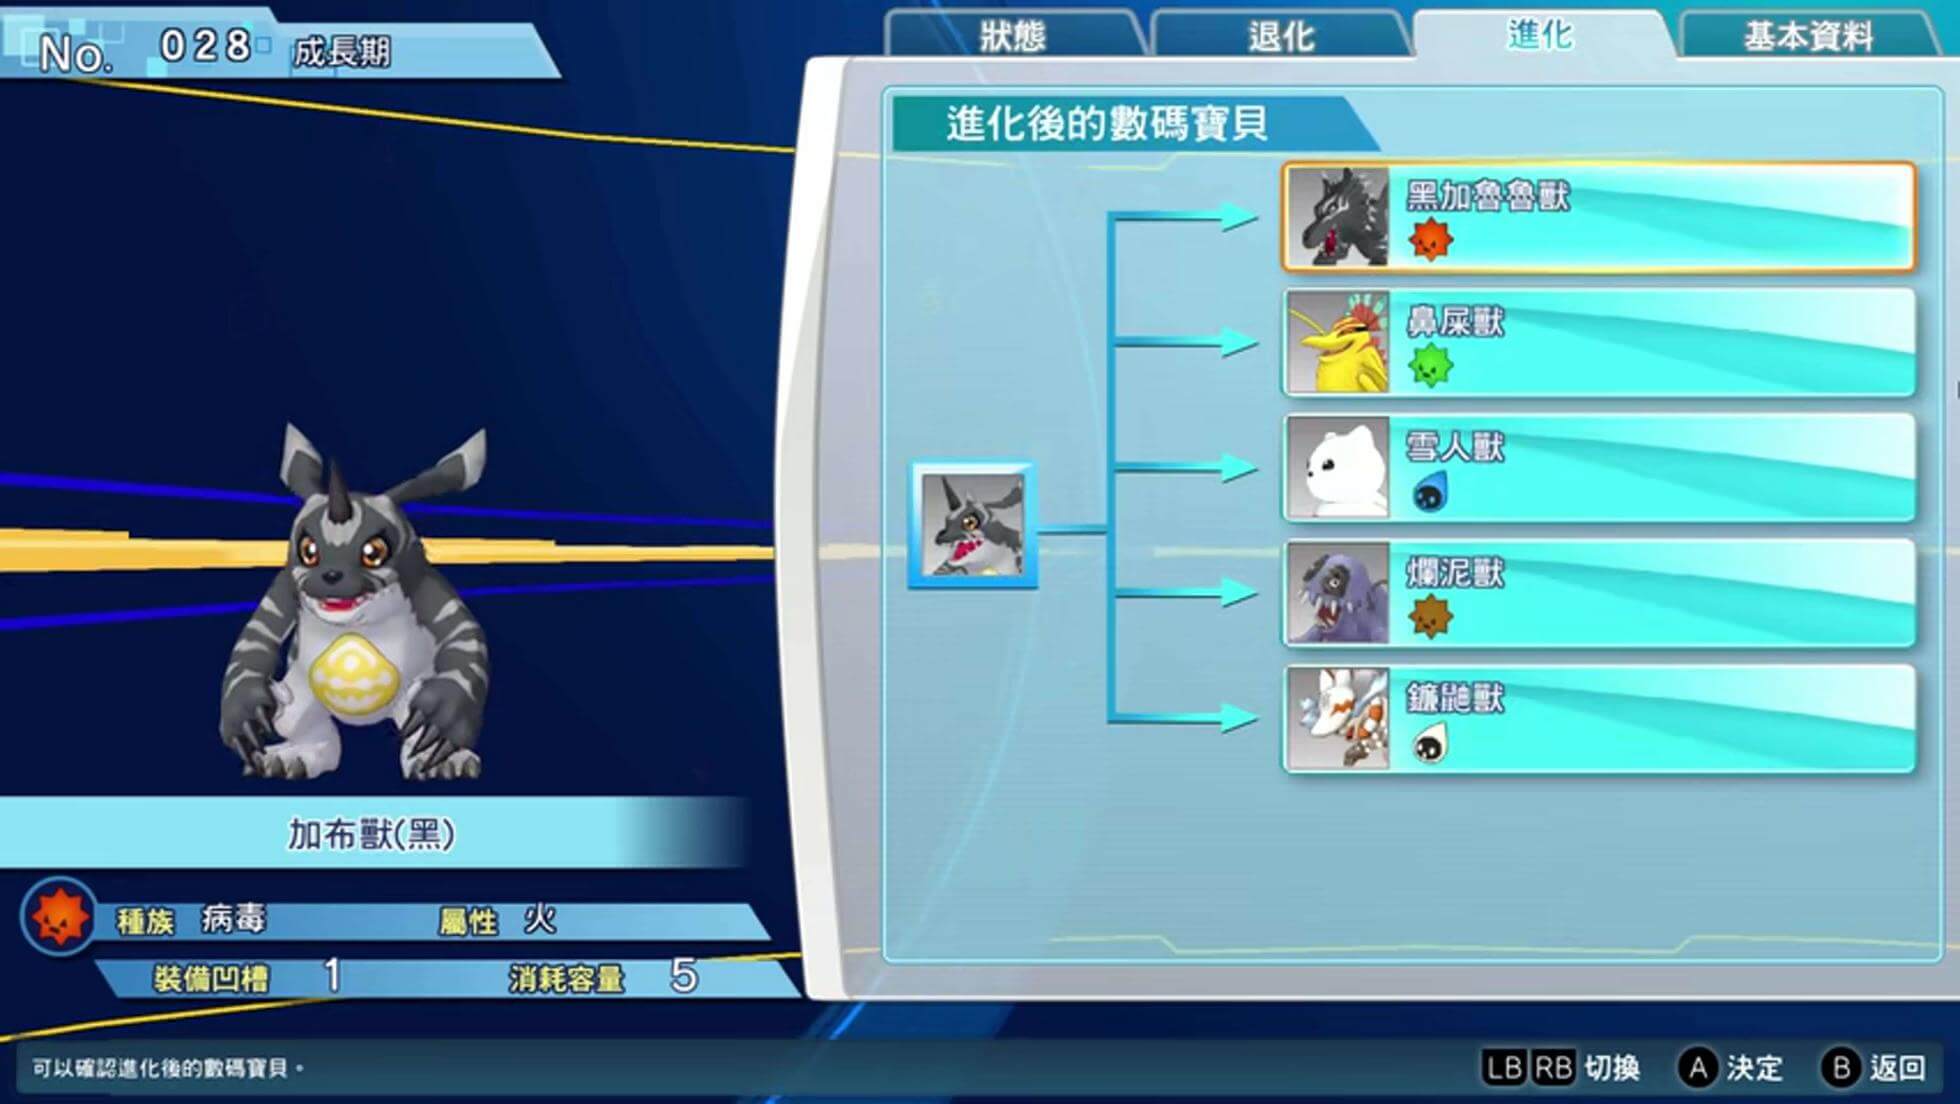 No. 028 成長期
狀態 退化 進化 基本資料
進化後的數碼寶貝
黑加魯魯獸
鼻屎獸
雪人獸
爛泥獸
鐮鼬獸
加布獸(黑)
種族 病毒 屬性 火
裝備凹槽 1 消耗容量 5
可以確認進化後的數碼寶貝。
LB RB 切換 A 決定 B 返回